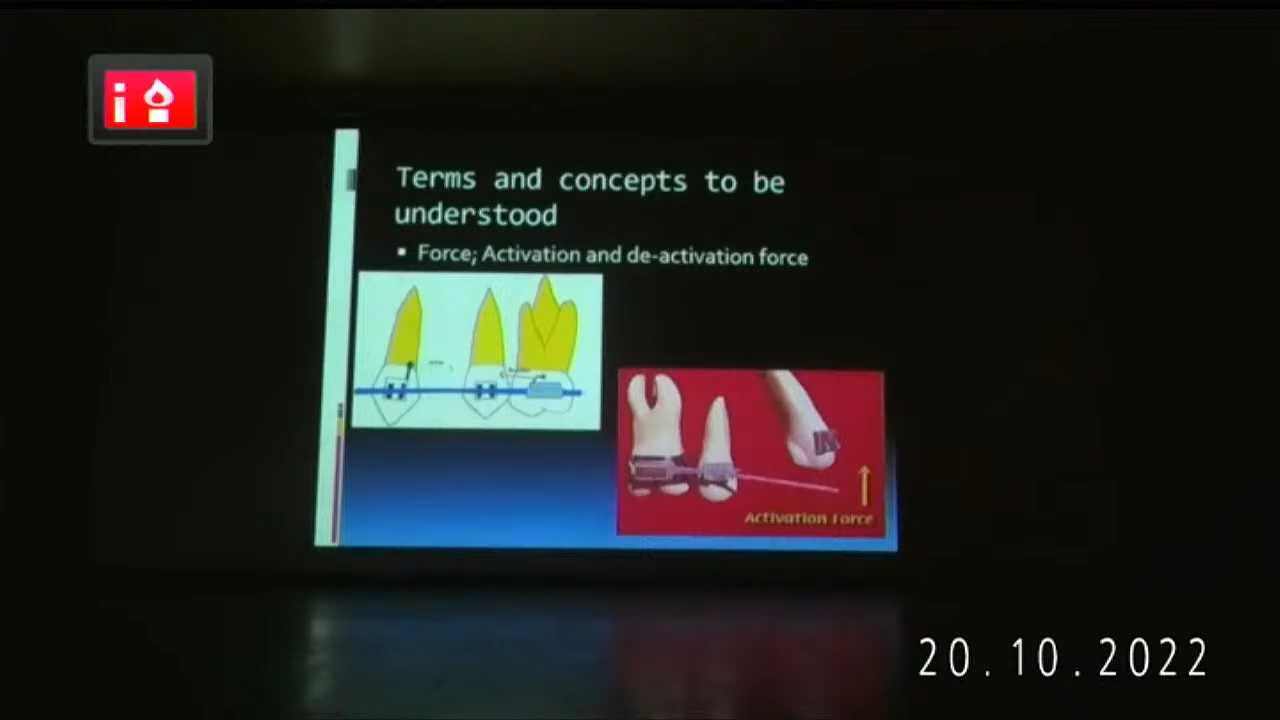 i
Terms and concepts to be
understood
▪ Force; Activation and de-activation force
Activation Force
20.10.2022